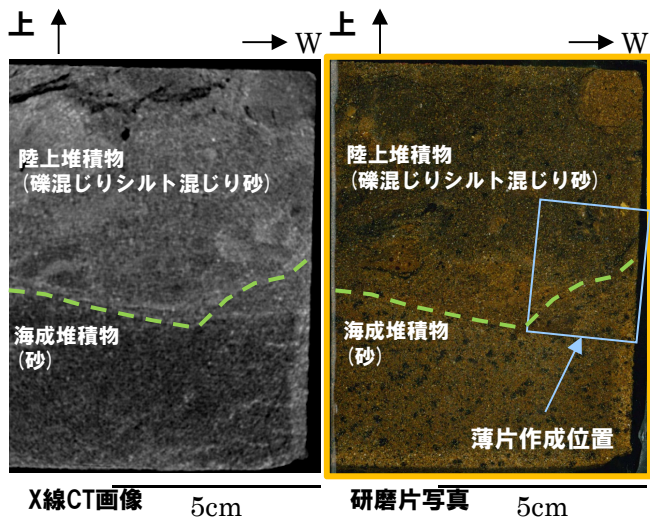 上
W
陸上堆積物
(礫混じりシルト混じり砂)
海成堆積物
(砂)
X線CT画像
5cm
上
W
陸上堆積物
(礫混じりシルト混じり砂)
海成堆積物
(砂)
薄片作成位置
研磨片写真
5cm